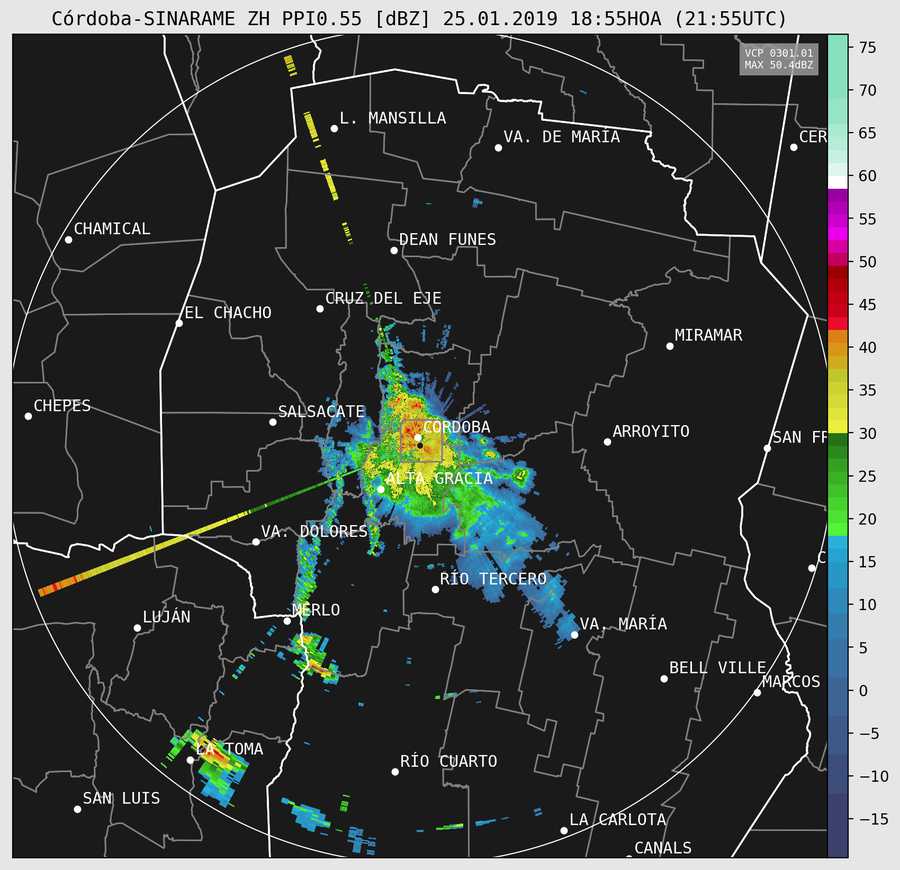 Córdoba-SINARAME ZH PPI0.55 [dBZ] 25.01.2019 18:55HOA (21:55UTC)
VCP 0301.01
MAX 50.4dBZ
75
70
65
60
55
50
45
40
35
30
25
20
15
10
5
0
−5
−10
−15
L. MANSILLA
VA. DE MARÍA
CER
CHAMICAL
DEAN FUNES
CRUZ DEL EJE
EL CHACHO
MIRAMAR
CHEPES
SALSACATE
CÓRDOBA
ARROYITO
SAN FR
ALTA GRACIA
VA. DOLORES
C
RÍO TERCERO
LUJÁN
MERLO
VA. MARÍA
BELL VILLE
MARCOS
LA TOMA
RÍO CUARTO
SAN LUIS
LA CARLOTA
CANALS